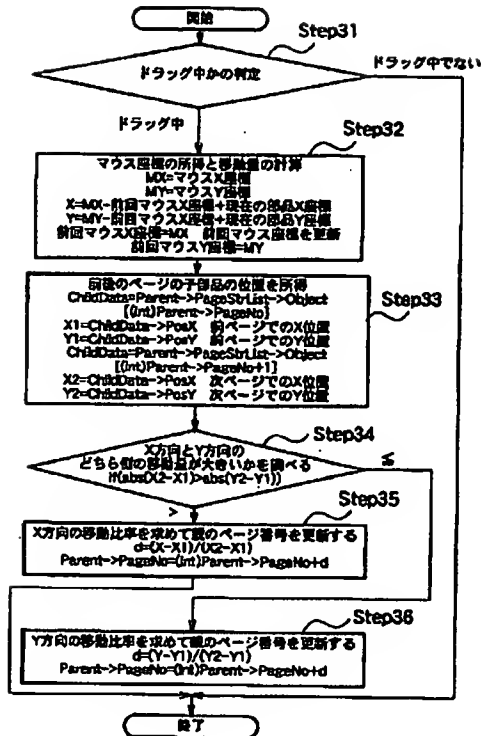 開始
Step31
ドラッグ中かの判定
ドラッグ中でない
ドラッグ中
Step32
マウス座標の所得と移動量の計算
MX=マウスX座標
MY=マウスY座標
X=MX-前回マウスX座標+現在の部品X座標
Y=MY-前回マウスX座標+現在の部品Y座標
前回マウスX座標=MX 前回マウス座標を更新
前回マウスY座標=MY
Step33
前後のページの子部品の位置を所得
ChildData=Parent->PageStrList->Object
[(int)Parent->PageNo]
X1=ChildData->PosX 前ページでのX位置
Y1=ChildData->PosY 前ページでのY位置
ChildData=Parent->PageStrList->Object
[(int)Parent->PageNo+1]
X2=ChildData->PosX 次ページでのX位置
Y2=ChildData->PosY 次ページでのY位置
Step34
X方向とY方向の
どちら側の移動量が大きいかを調べる
if(abs(X2-X1)>abs(Y2-Y1))
Step35
X方向の移動比率を求めて親のページ番号を更新する
d=(X-X1)/(X2-X1)
Parent->PageNo=(int)Parent->PageNo+d
Step36
Y方向の移動比率を求めて親のページ番号を更新する
d=(Y-Y1)/(Y2-Y1)
Parent->PageNo=(int)Parent->PageNo+d
終了